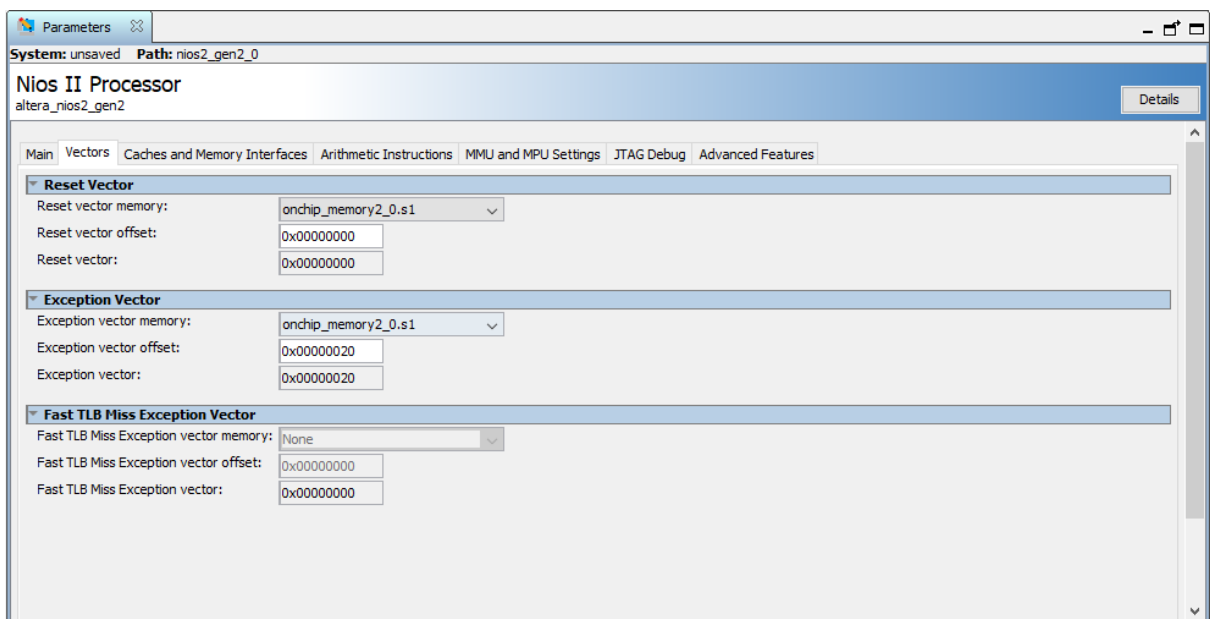 Parameters
System: unsaved Path: nios2_gen2_0
Nios II Processor
altera_nios2_gen2
Details
Main Vectors Caches and Memory Interfaces Arithmetic Instructions MMU and MPU Settings JTAG Debug Advanced Features
Reset Vector
Reset vector memory: onchip_memory2_0.s1
Reset vector offset: 0x00000000
Reset vector: 0x00000000
Exception Vector
Exception vector memory: onchip_memory2_0.s1
Exception vector offset: 0x00000020
Exception vector: 0x00000020
Fast TLB Miss Exception Vector
Fast TLB Miss Exception vector memory: None
Fast TLB Miss Exception vector offset: 0x00000000
Fast TLB Miss Exception vector: 0x00000000